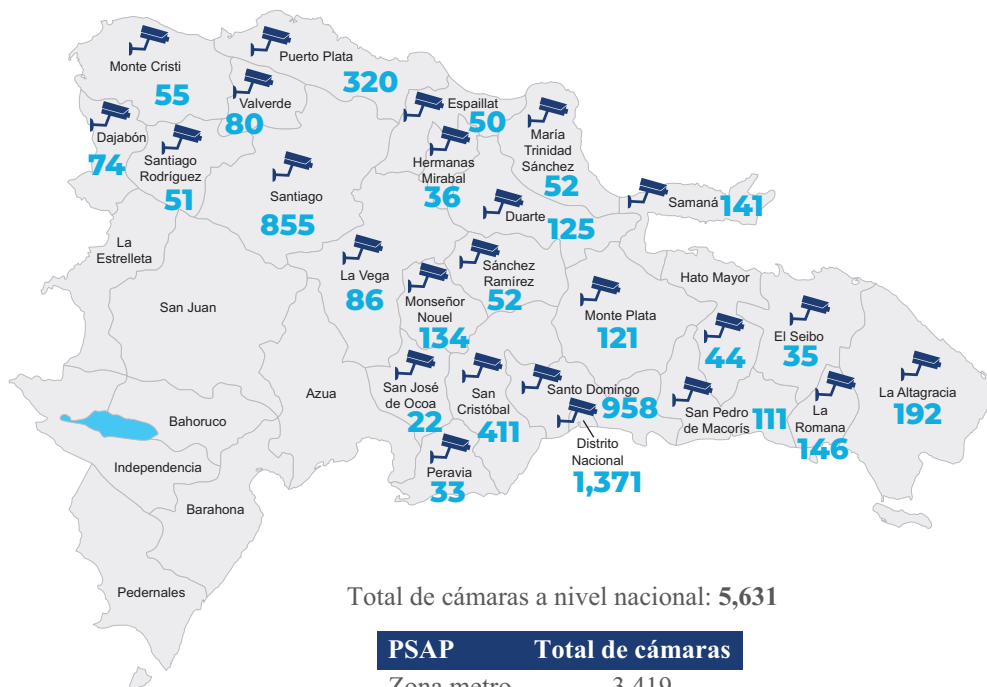 Monte Cristi
55
Puerto Plata
320
Valverde
80
Dajabón
74
Santiago
Rodríguez
51
Santiago
855
Espaillat
50
Hermanas
Mirabal
36
María
Trinidad
Sánchez
52
Samaná
141
Duarte
125
La
Estrelleta
San Juan
La Vega
86
Monseñor
Nouel
134
Sánchez
Ramírez
52
Monte Plata
121
Hato Mayor
44
El Seibo
35
La Altagracia
192
Azua
San José
de Ocoa
22
San
Cristóbal
411
Santo Domingo
958
San Pedro
de Macorís
111
La
Romana
146
Distrito
Nacional
1,371
Peravia
33
Bahoruco
Independencia
Barahona
Pedernales
Total de cámaras a nivel nacional: 5,631
PSAP Total de cámaras
Zona metro 3,419